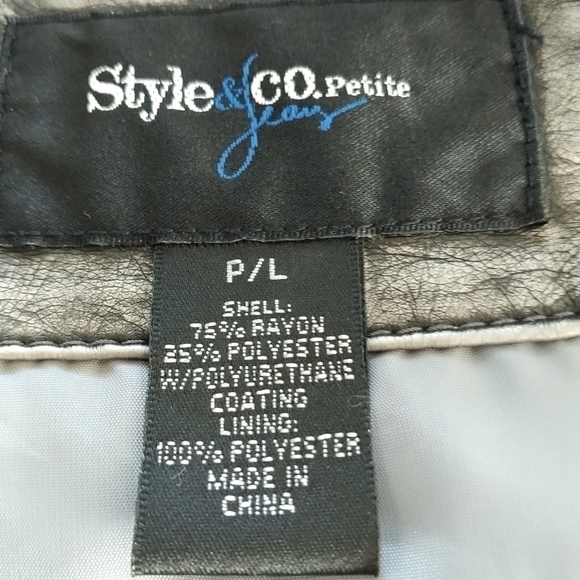 Style & CO. Petite
Jeans
P/L
SHELL:
75% RAYON
25% POLYESTER
W/POLYURETHANE
COATING
LINING:
100% POLYESTER
MADE IN
CHINA